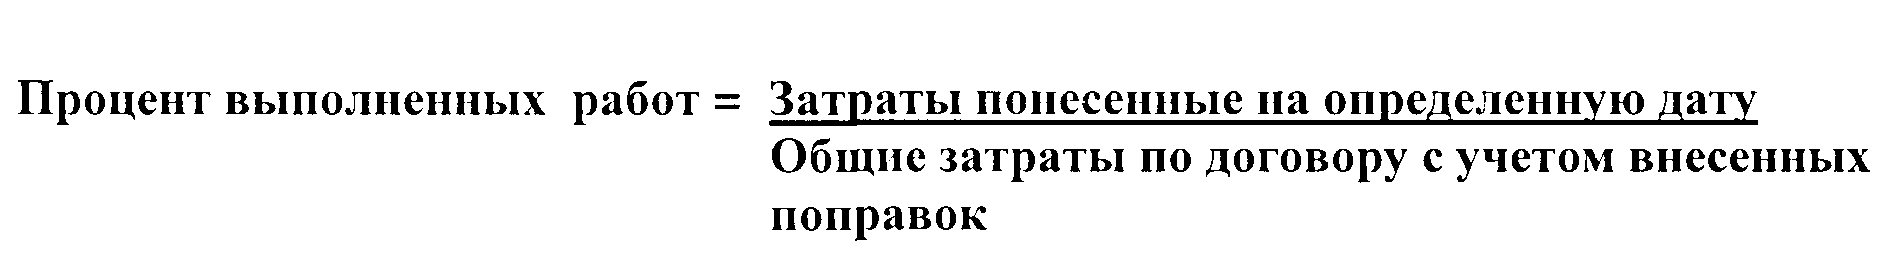 Процент выполненных работ = Затраты понесенные на определенную дату
Общие затраты по договору с учетом внесенных
поправок